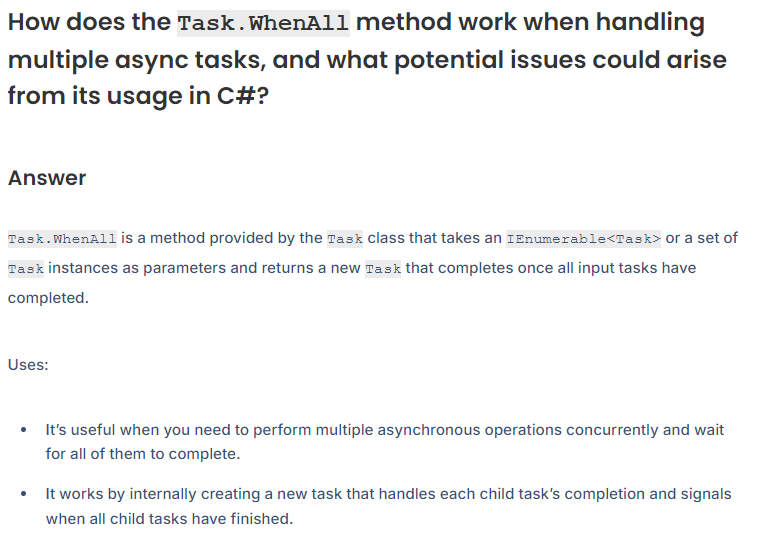 How does the Task.WhenAll method work when handling
multiple async tasks, and what potential issues could arise
from its usage in C#?
Answer
Task.WhenAll is a method provided by the Task class that takes an IEnumerable<Task> or a set of
Task instances as parameters and returns a new Task that completes once all input tasks have
completed.
Uses:
• It’s useful when you need to perform multiple asynchronous operations concurrently and wait
for all of them to complete.
• It works by internally creating a new task that handles each child task’s completion and signals
when all child tasks have finished.